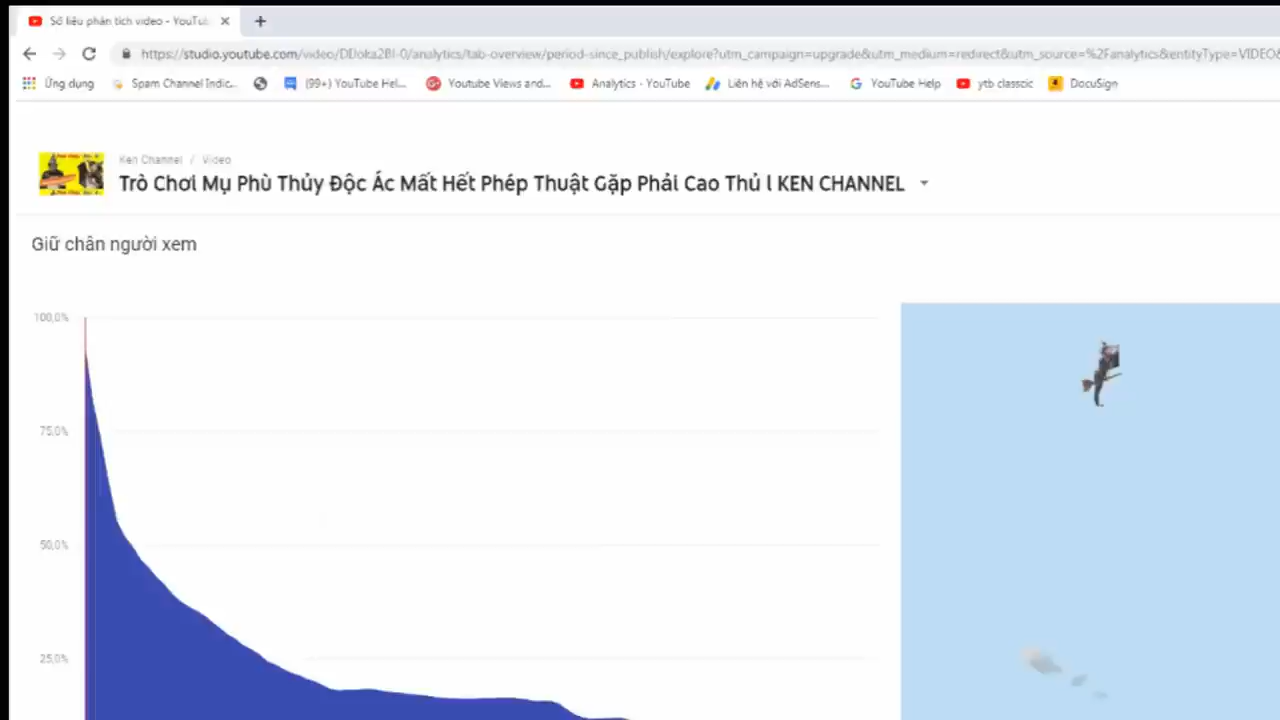 Số liệu phân tích video - YouTu
https://studio.youtube.com/video/DDoka2BI-0/analytics/tab-overview/period-since_publish/explore?utm_campaign=upgrade&utm_medium=redirect&utm_source=%2Fanalytics&entityType=VIDEO&
Ứng dụng Spam Channel Indic... (99+) YouTube Hel... Youtube Views and... Analytics - YouTube Liên hệ với AdSens... YouTube Help ytb classzic DocuSign
Ken Channel / Video
Trò Chơi Mụ Phù Thủy Độc Ác Mất Hết Phép Thuật Gặp Phải Cao Thủ l KEN CHANNEL
Giữ chân người xem
100,0%
75,0%
50,0%
25,0%